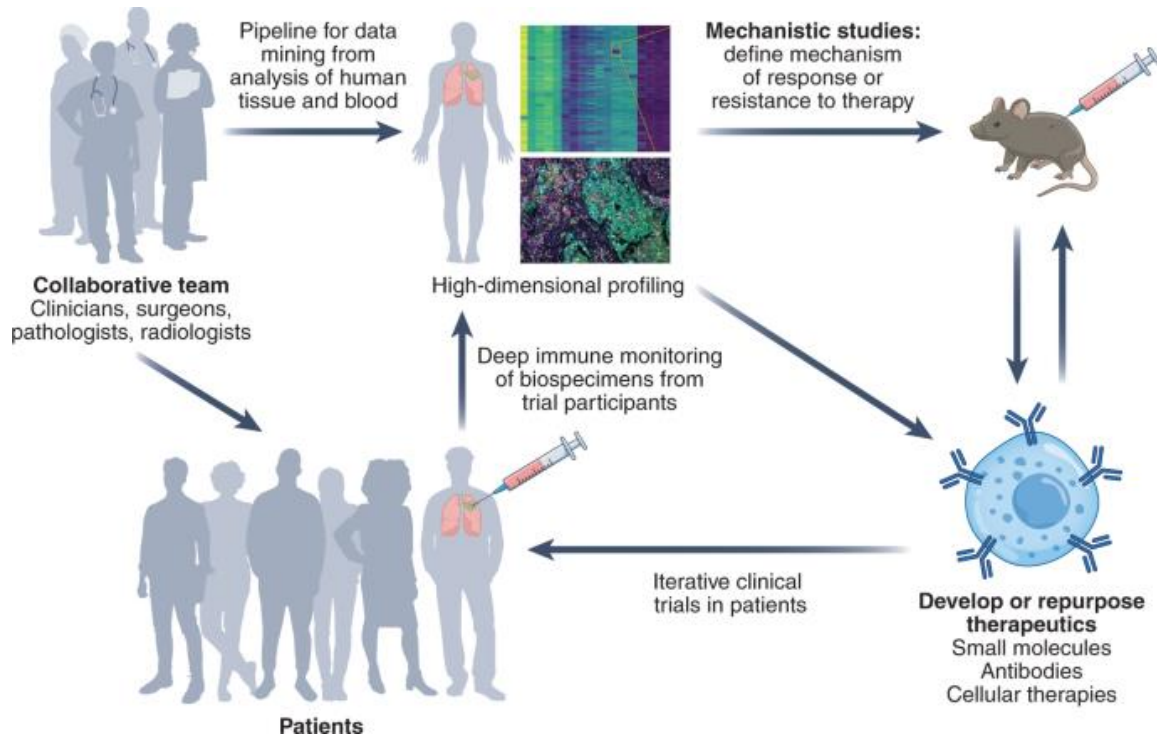 Pipeline for data
mining from
analysis of human
tissue and blood
Mechanistic studies:
define mechanism
of response or
resistance to therapy
Collaborative team
Clinicians, surgeons,
pathologists, radiologists
High-dimensional profiling
Deep immune monitoring
of biospecimens from
trial participants
Iterative clinical
trials in patients
Develop or repurpose
therapeutics
Small molecules
Antibodies
Cellular therapies
Patients